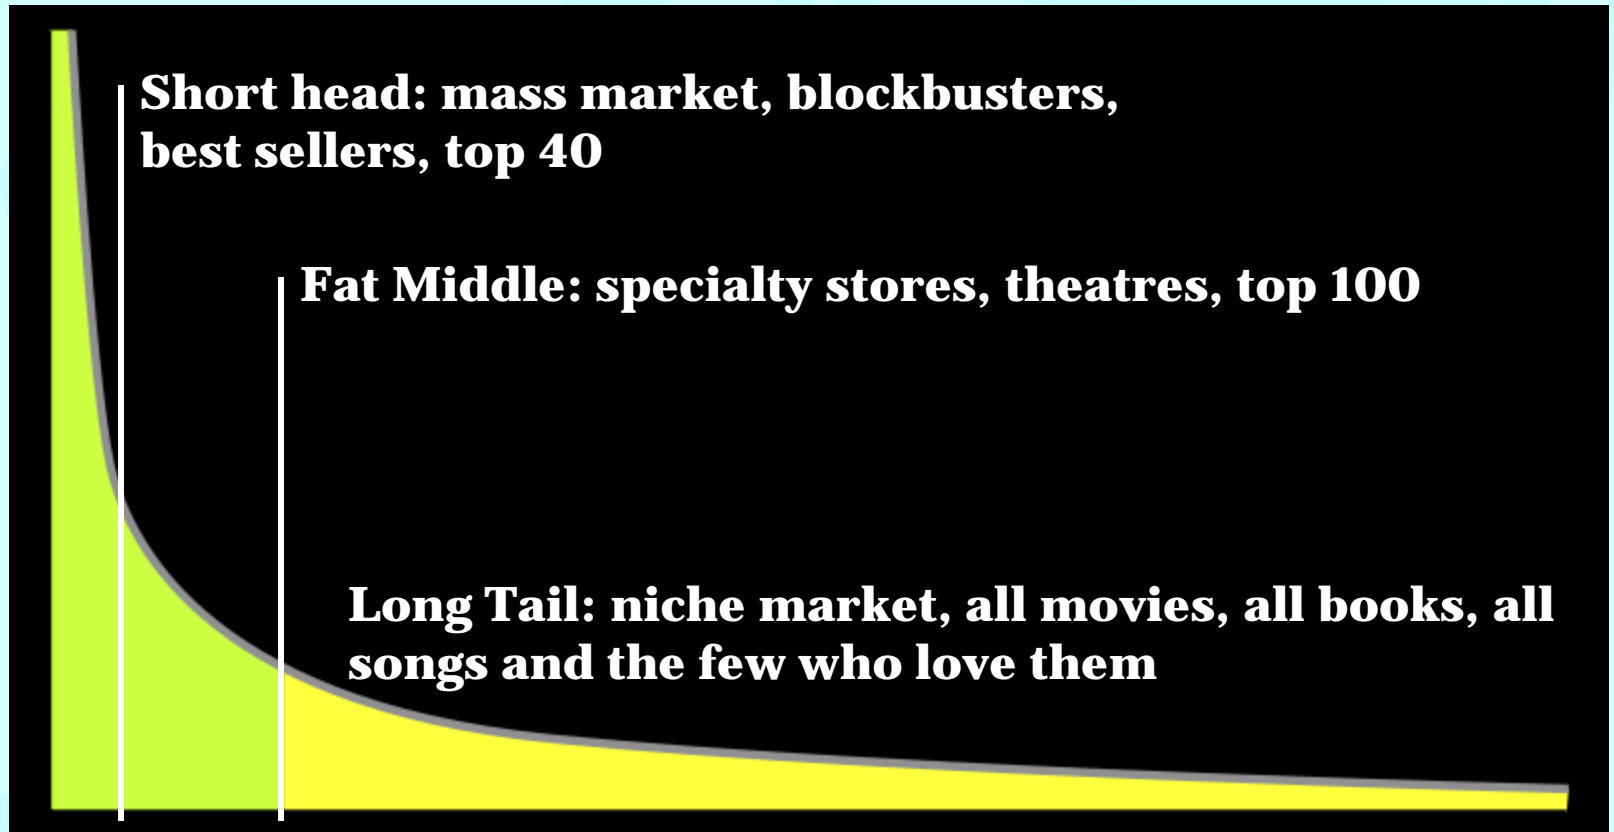 Short head: mass market, blockbusters,
best sellers, top 40
Fat Middle: specialty stores, theatres, top 100
Long Tail: niche market, all movies, all books, all
songs and the few who love them